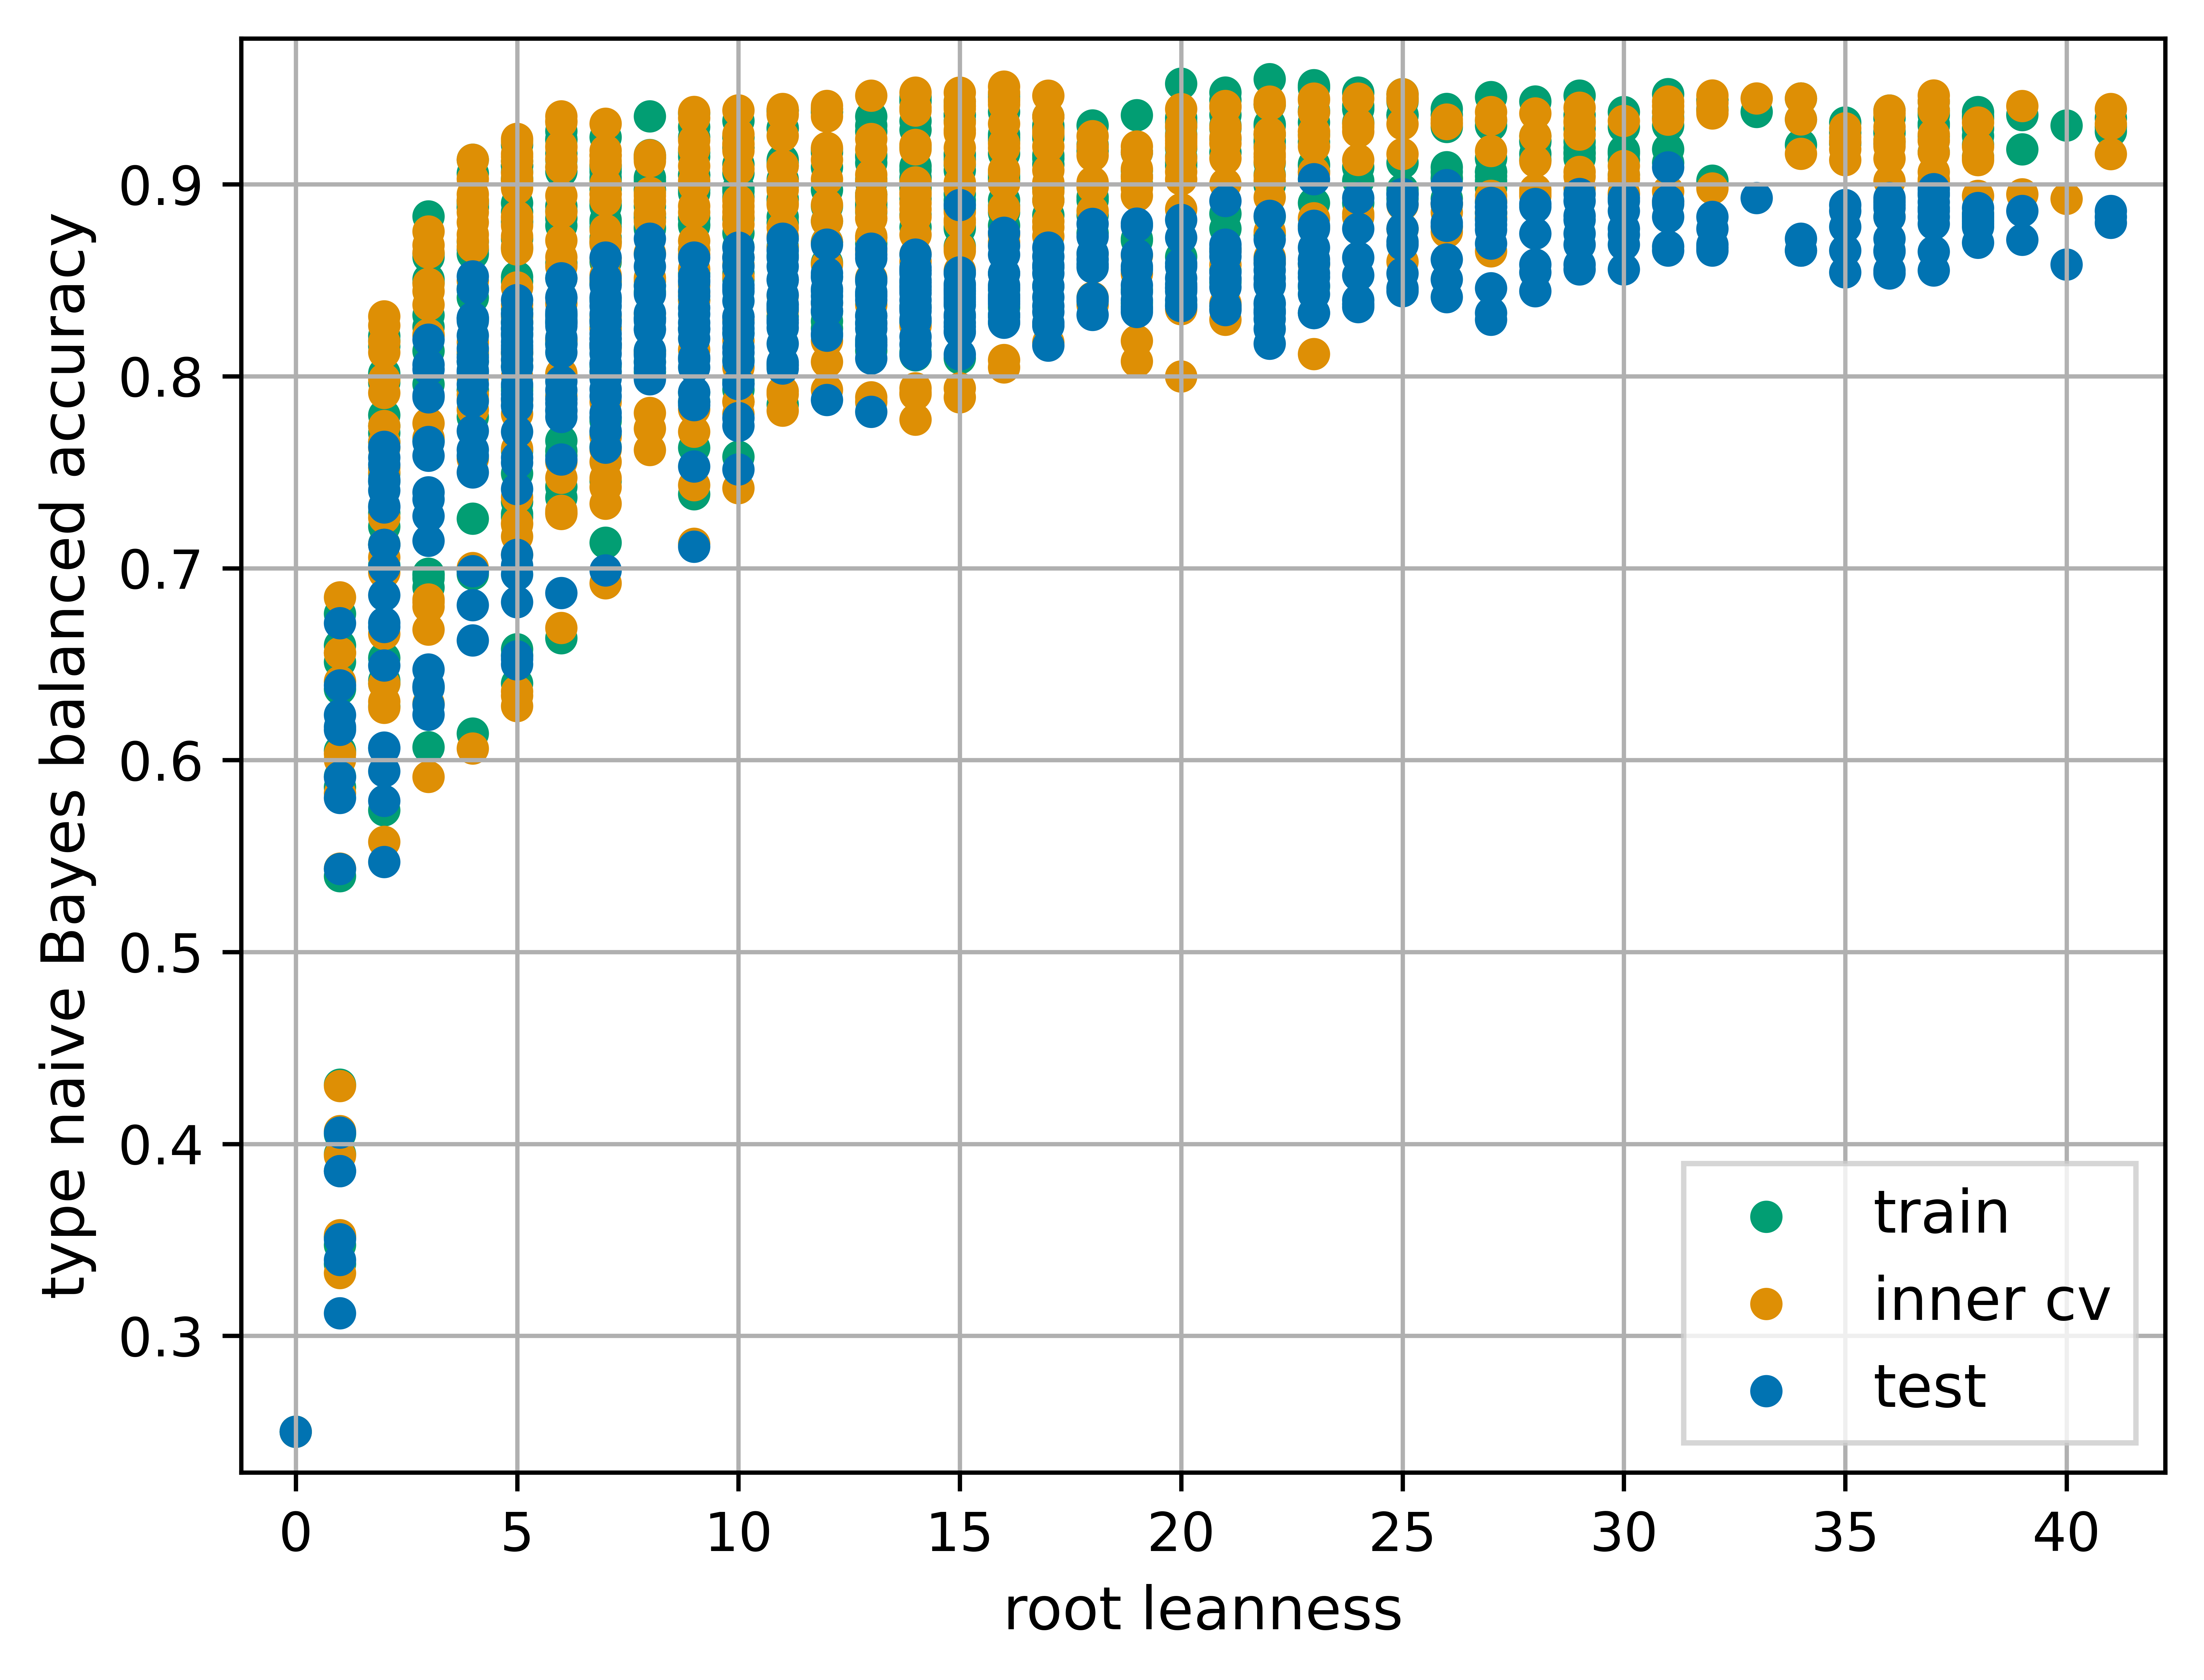 type naive Bayes balanced accuracy
0.9
0.8
0.7
0.6
0.5
0.4
0.3
train
inner cv
test
0 5 10 15 20 25 30 35 40
root leanness